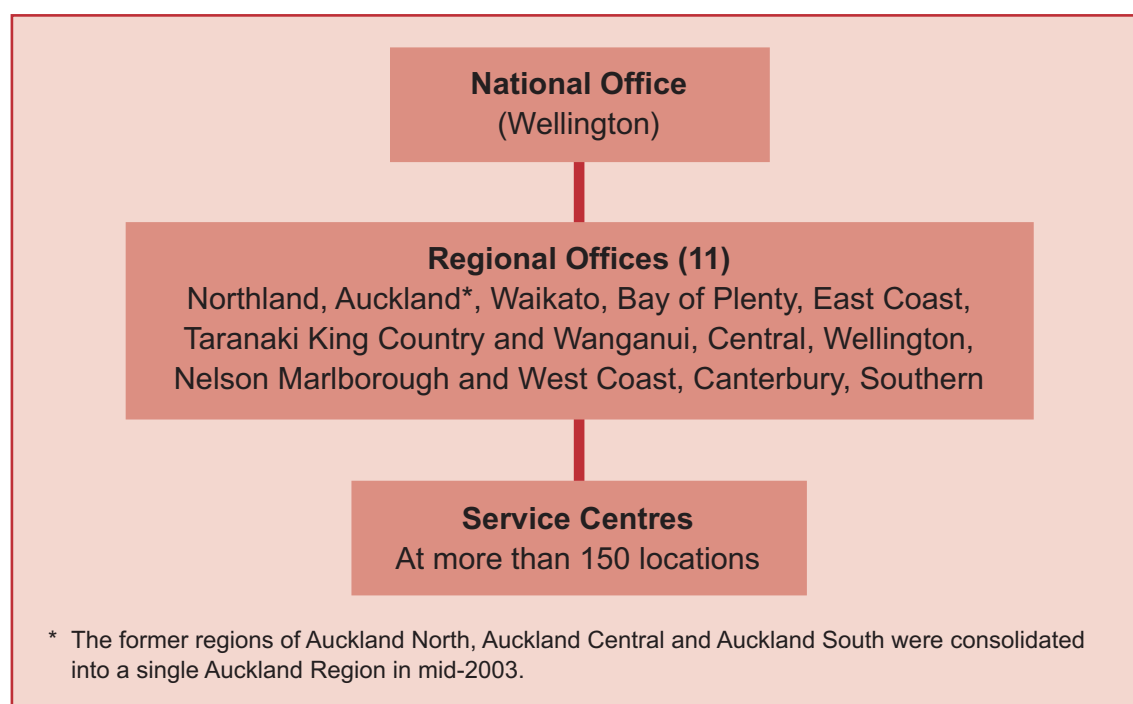 National Office
(Wellington)
Regional Offices (11)
Northland, Auckland*, Waikato, Bay of Plenty, East Coast,
Taranaki King Country and Wanganui, Central, Wellington,
Nelson Marlborough and West Coast, Canterbury, Southern
Service Centres
At more than 150 locations
* The former regions of Auckland North, Auckland Central and Auckland South were consolidated
into a single Auckland Region in mid-2003.